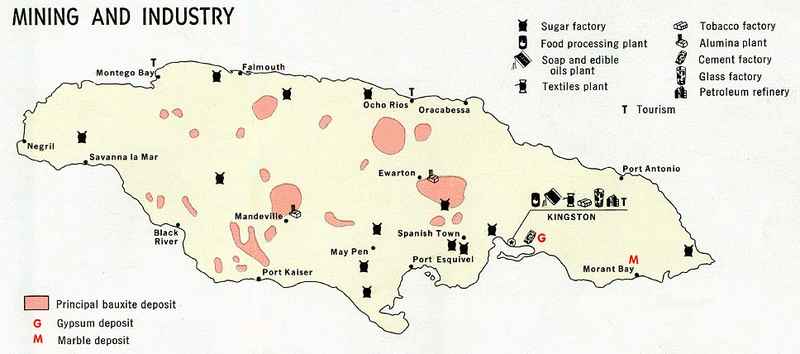 MINING AND INDUSTRY
Sugar factory
Food processing plant
Soap and edible
oils plant
Textiles plant
Tobacco factory
Alumina plant
Cement factory
Glass factory
Petroleum refinery
T Tourism
T
Montego Bay
Falmouth
T
Ocho Rios
Oracabessa
Negril
Savanna la Mar
Ewarton
Port Antonio
T
KINGSTON
Mandeville
Black
River
Spanish Town
G
May Pen
Port Esquivel
M
Morant Bay
Port Kaiser
Principal bauxite deposit
G Gypsum deposit
M Marble deposit